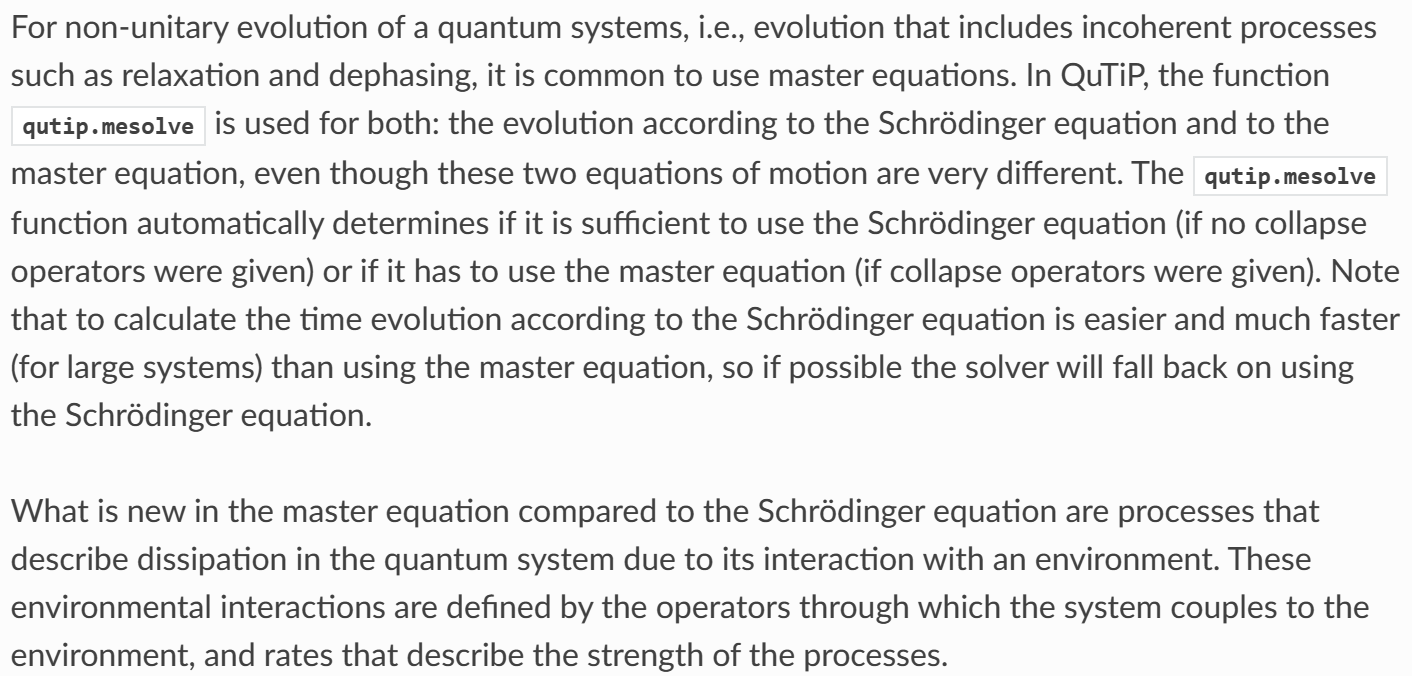 For non-unitary evolution of a quantum systems, i.e., evolution that includes incoherent processes
such as relaxation and dephasing, it is common to use master equations. In QuTiP, the function
qutip.mesolve is used for both: the evolution according to the Schrödinger equation and to the
master equation, even though these two equations of motion are very different. The qutip.mesolve
function automatically determines if it is sufficient to use the Schrödinger equation (if no collapse
operators were given) or if it has to use the master equation (if collapse operators were given). Note
that to calculate the time evolution according to the Schrödinger equation is easier and much faster
(for large systems) than using the master equation, so if possible the solver will fall back on using
the Schrödinger equation.
What is new in the master equation compared to the Schrödinger equation are processes that
describe dissipation in the quantum system due to its interaction with an environment. These
environmental interactions are defined by the operators through which the system couples to the
environment, and rates that describe the strength of the processes.